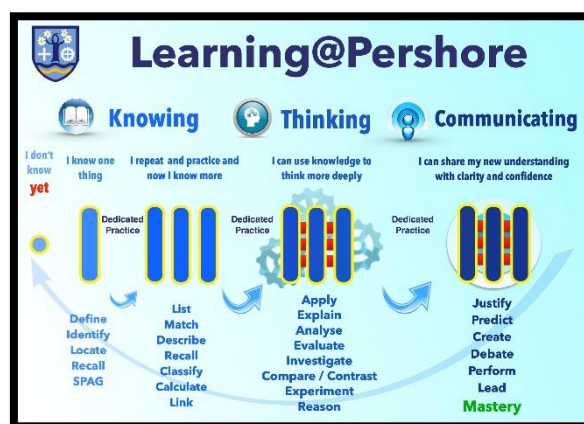 Learning@Pershore
Knowing
Thinking
Communicating
I don't
know
yet
I know one
thing
I repeat and practice and
now I know more
I can use knowledge to
think more deeply
I can share my new understanding
with clarity and confidence
Dedicated
Practice
Dedicated
Practice
Dedicated
Practice
Define
Identify
Locate
Recall
SPAG
List
Match
Describe
Recall
Classify
Calculate
Link
Apply
Explain
Analyse
Evaluate
Investigate
Compare / Contrast
Experiment
Reason
Justify
Predict
Create
Debate
Perform
Lead
Mastery